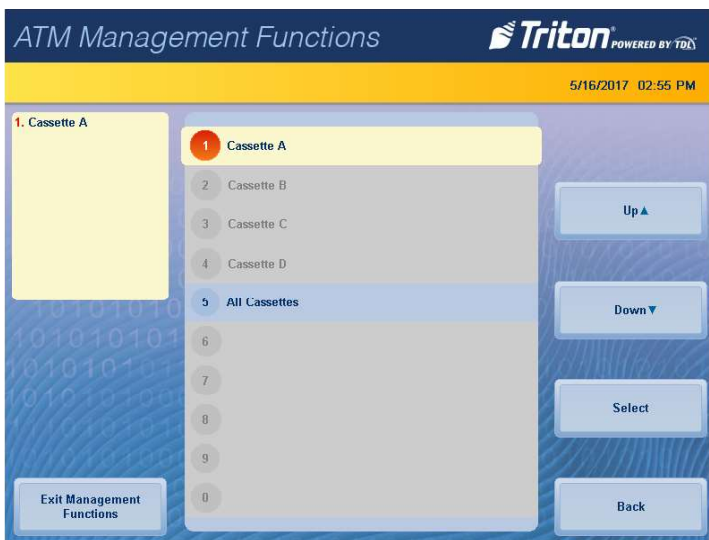 ATM Management Functions
Triton POWERED BY TDL
5/16/2017 02:55 PM
1. Cassette A
1 Cassette A
2 Cassette B
3 Cassette C
4 Cassette D
5 All Cassettes
6
7
8
9
0
Up▲
Down▼
Select
Back
Exit Management
Functions